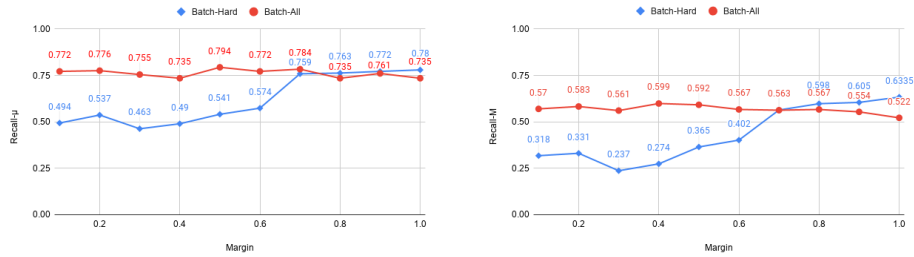 Batch-Hard Batch-All
1.00
0.772 0.776 0.755 0.735 0.794 0.772 0.784 0.763 0.772 0.78
0.759 0.735 0.761 0.735
0.75
0.494 0.537 0.463 0.49 0.541 0.574
0.50
0.25
0.00
0.2 0.4 0.6 0.8 1.0
Margin
Recall-μ
Batch-Hard Batch-All
1.00
0.75
0.57 0.583 0.561 0.599 0.592 0.567 0.563 0.598 0.605 0.6335
0.567 0.554 0.522
0.50
0.318 0.331 0.237 0.274 0.365 0.402
0.25
0.00
0.2 0.4 0.6 0.8 1.0
Margin
Recall-M